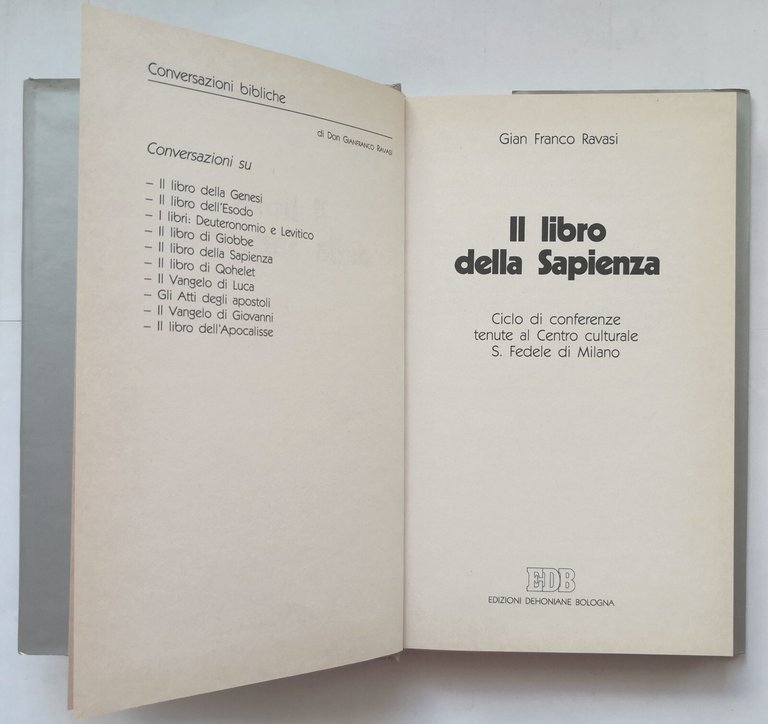 Conversazioni bibliche
di Don GIANFRANCO RAVASI
Conversazioni su
– Il libro della Genesi
– Il libro dell'Esodo
– I libri: Deuteronomio e Levitico
– Il libro di Giobbe
– Il libro della Sapienza
– Il libro di Qohelet
– Il Vangelo di Luca
– Gli Atti degli apostoli
– Il Vangelo di Giovanni
– Il libro dell'Apocalisse
Gian Franco Ravasi
Il libro
della Sapienza
Ciclo di conferenze
tenute al Centro culturale
S. Fedele di Milano
EDB
EDIZIONI DEHONIANE BOLOGNA